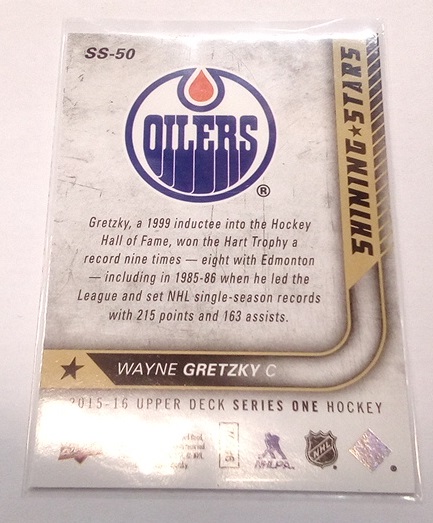 SS-50
OILERS
®
SHINING★STARS
Gretzky, a 1999 inductee into the Hockey
Hall of Fame, won the Hart Trophy a
record nine times — eight with Edmonton
— including in 1985-86 when he led the
League and set NHL single-season records
with 215 points and 163 assists.
WAYNE GRETZKY C
2015-16 UPPER DECK SERIES ONE HOCKEY
NHLPA
NHL